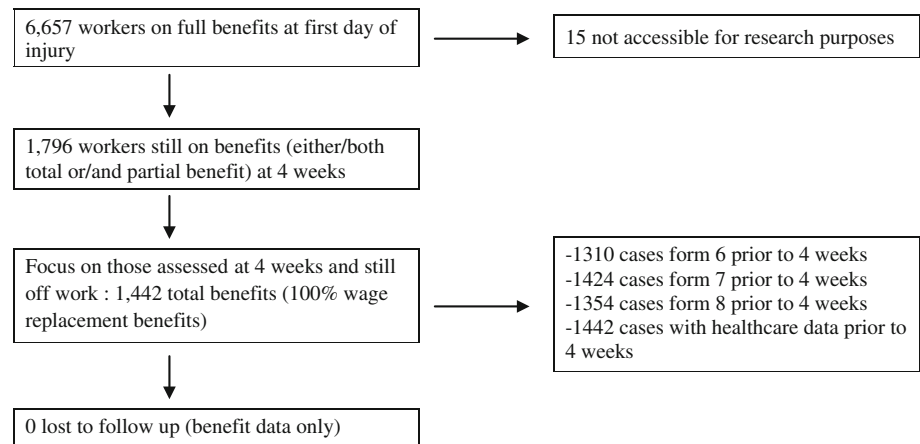 6,657 workers on full benefits at first day of
injury
15 not accessible for research purposes
1,796 workers still on benefits (either/both
total or/and partial benefit) at 4 weeks
Focus on those assessed at 4 weeks and still
off work : 1,442 total benefits (100% wage
replacement benefits)
-1310 cases form 6 prior to 4 weeks
-1424 cases form 7 prior to 4 weeks
-1354 cases form 8 prior to 4 weeks
-1442 cases with healthcare data prior to
4 weeks
0 lost to follow up (benefit data only)